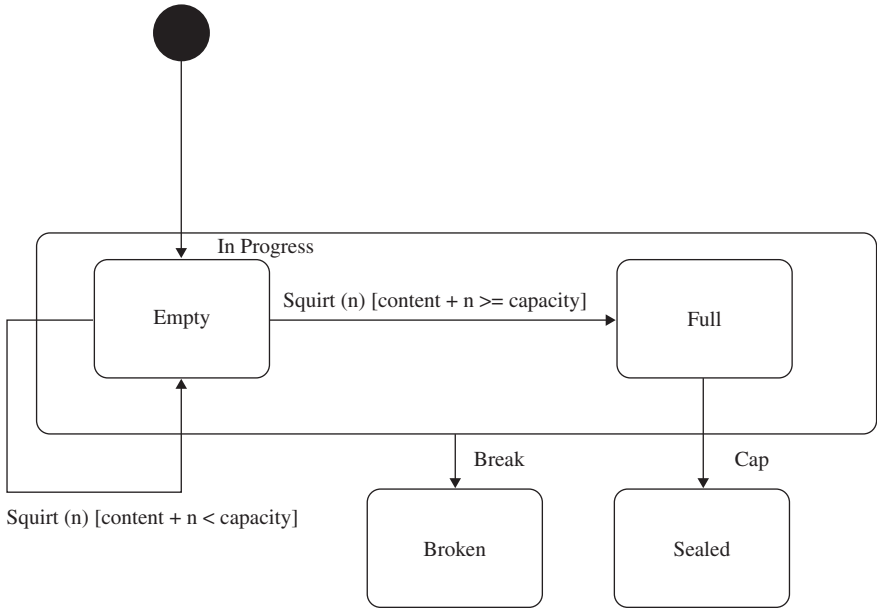 In Progress
Empty
Squirt (n) [content + n >= capacity]
Full
Break
Cap
Squirt (n) [content + n < capacity]
Broken
Sealed